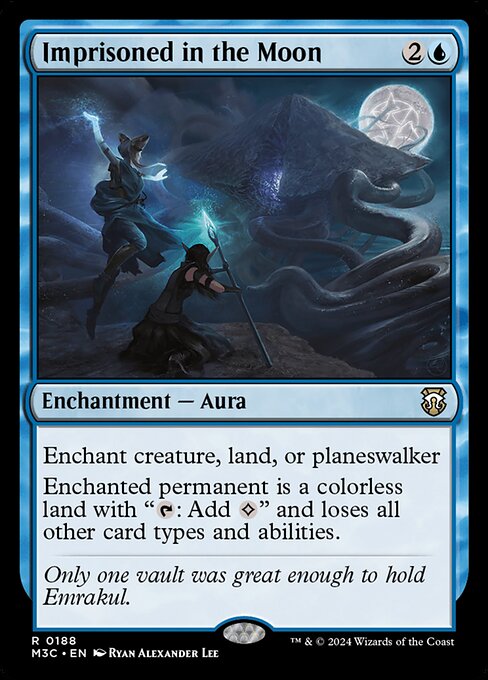 Imprisoned in the Moon 2
Enchantment — Aura
Enchant creature, land, or planeswalker
Enchanted permanent is a colorless
land with “: Add ” and loses all
other card types and abilities.
Only one vault was great enough to hold
Emrakul.
R 0188
M3C • EN Ryan Alexander Lee
™ & © 2024 Wizards of the Coast